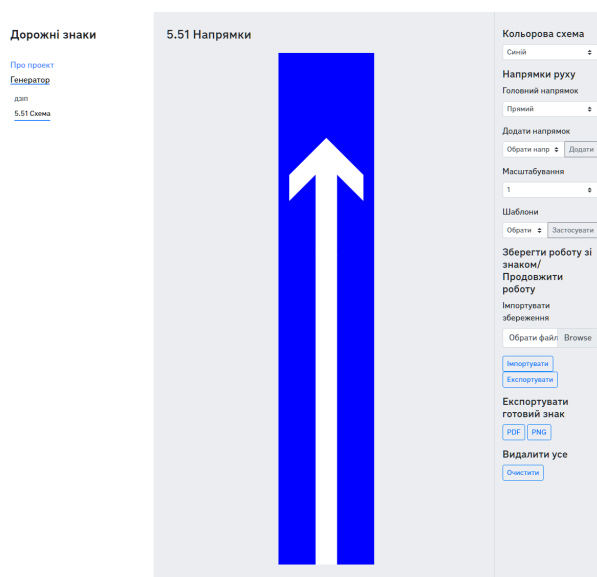 Дорожні знаки
Про проект
Генератор
дзіп
5.51 Схема
5.51 Напрямки
Кольорова схема
Синій
Напрямки руху
Головний напрямок
Прямий
Додати напрямок
Обрати напр
Додати
Масштабування
1
Шаблони
Обрати
Застосувати
Зберегти роботу зі
знаком/
Продовжити
роботу
Імпортувати
збереження
Обрати файл
Browse
Імпортувати
Експортувати
Експортувати
готовий знак
PDF
PNG
Видалити усе
Очистити